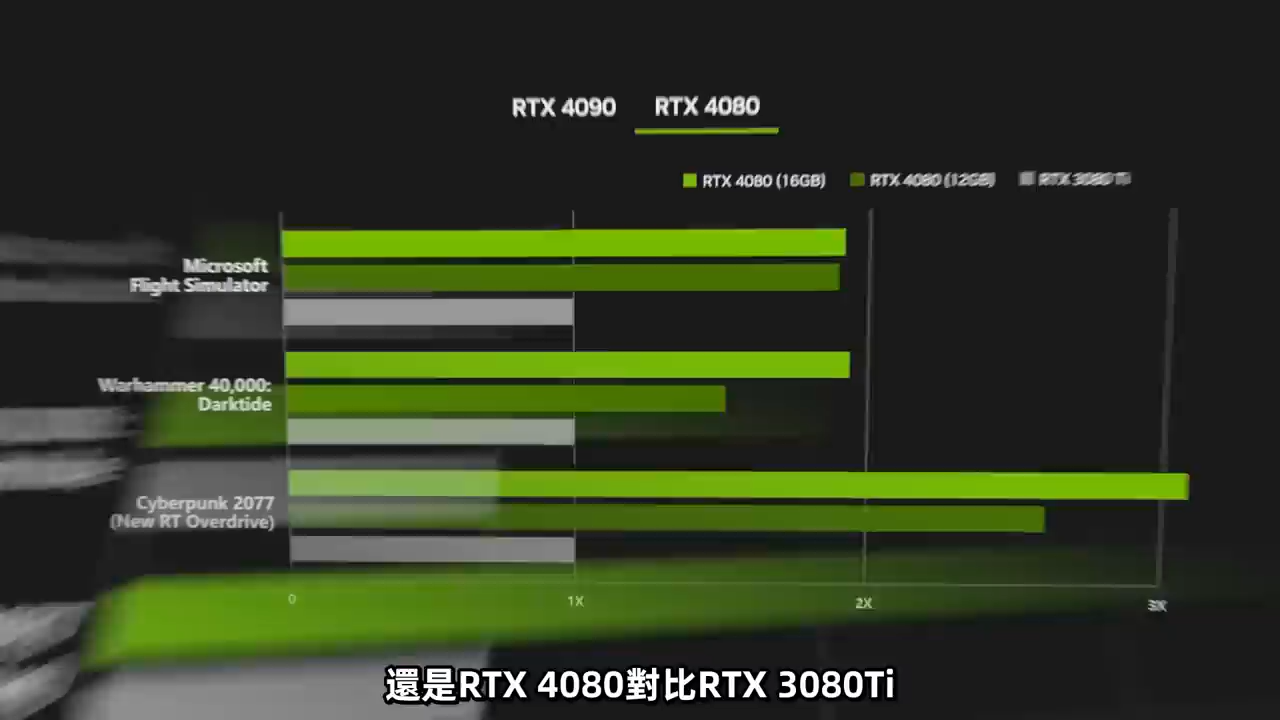 RTX 4090 RTX 4080
RTX 4080 (16GB) RTX 4080 (12GB) RTX 3080 Ti
Microsoft
Flight Simulator
Warhammer 40,000:
Darktide
Cyberpunk 2077
(New RT Overdrive)
0 1X 2X 3X
還是RTX 4080對比RTX 3080Ti